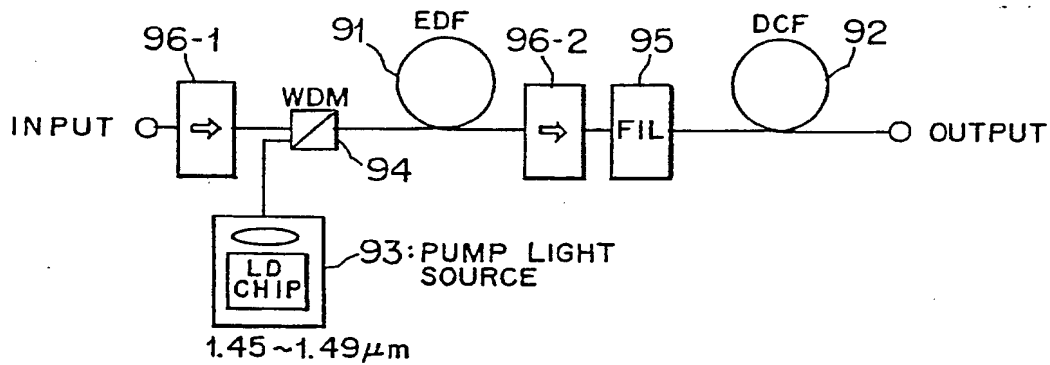 EDF
DCF
96-1
91
96-2
95
92
WDM
INPUT
FIL
OUTPUT
94
93:PUMP LIGHT
SOURCE
LD
CHIP
1.45~1.49μm